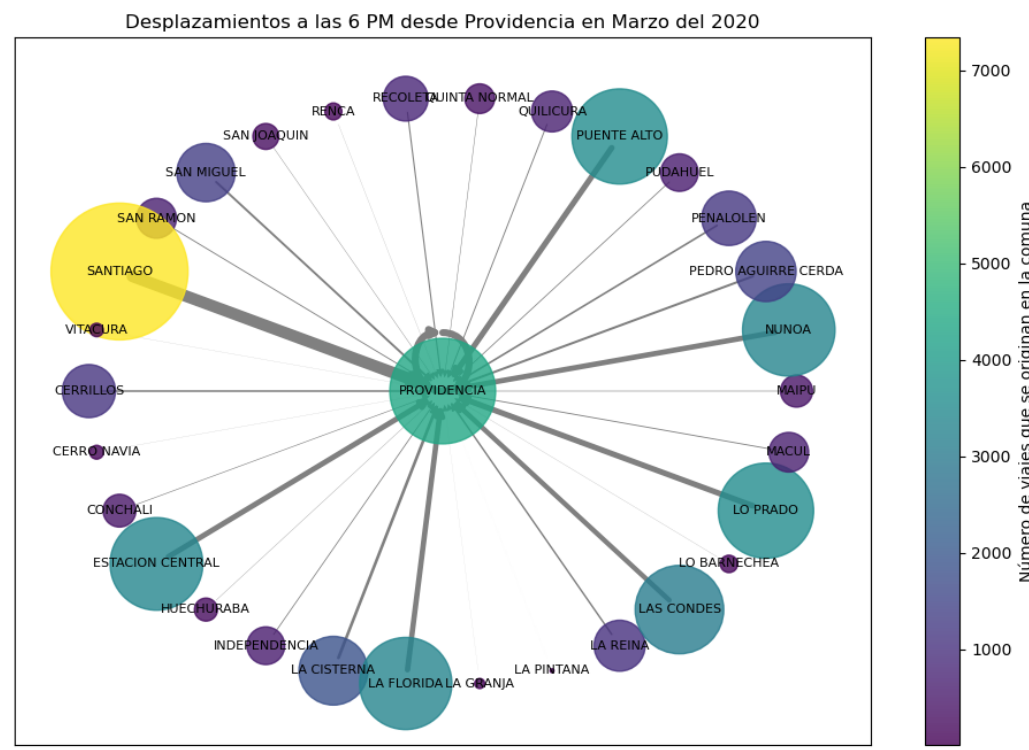 Desplazamientos a las 6 PM desde Providencia en Marzo del 2020
RECOLETA
QUINTA NORMAL
RENCA
QUILICURA
SAN JOAQUIN
PUENTE ALTO
SAN MIGUEL
PUDAHUEL
SAN RAMON
PENALOLEN
SANTIAGO
PEDRO AGUIRRE CERDA
VITACURA
NUNOA
CERRILLOS
PROVIDENCIA
MAIPU
CERRO NAVIA
MACUL
CONCHALI
LO PRADO
ESTACION CENTRAL
LO BARNECHEA
HUECHURABA
LAS CONDES
INDEPENDENCIA
LA REINA
LA CISTERNA
LA PINTANA
LA FLORIDA
LA GRANJA
7000
6000
5000
4000
3000
2000
1000
Número de viajes que se originan en la comuna